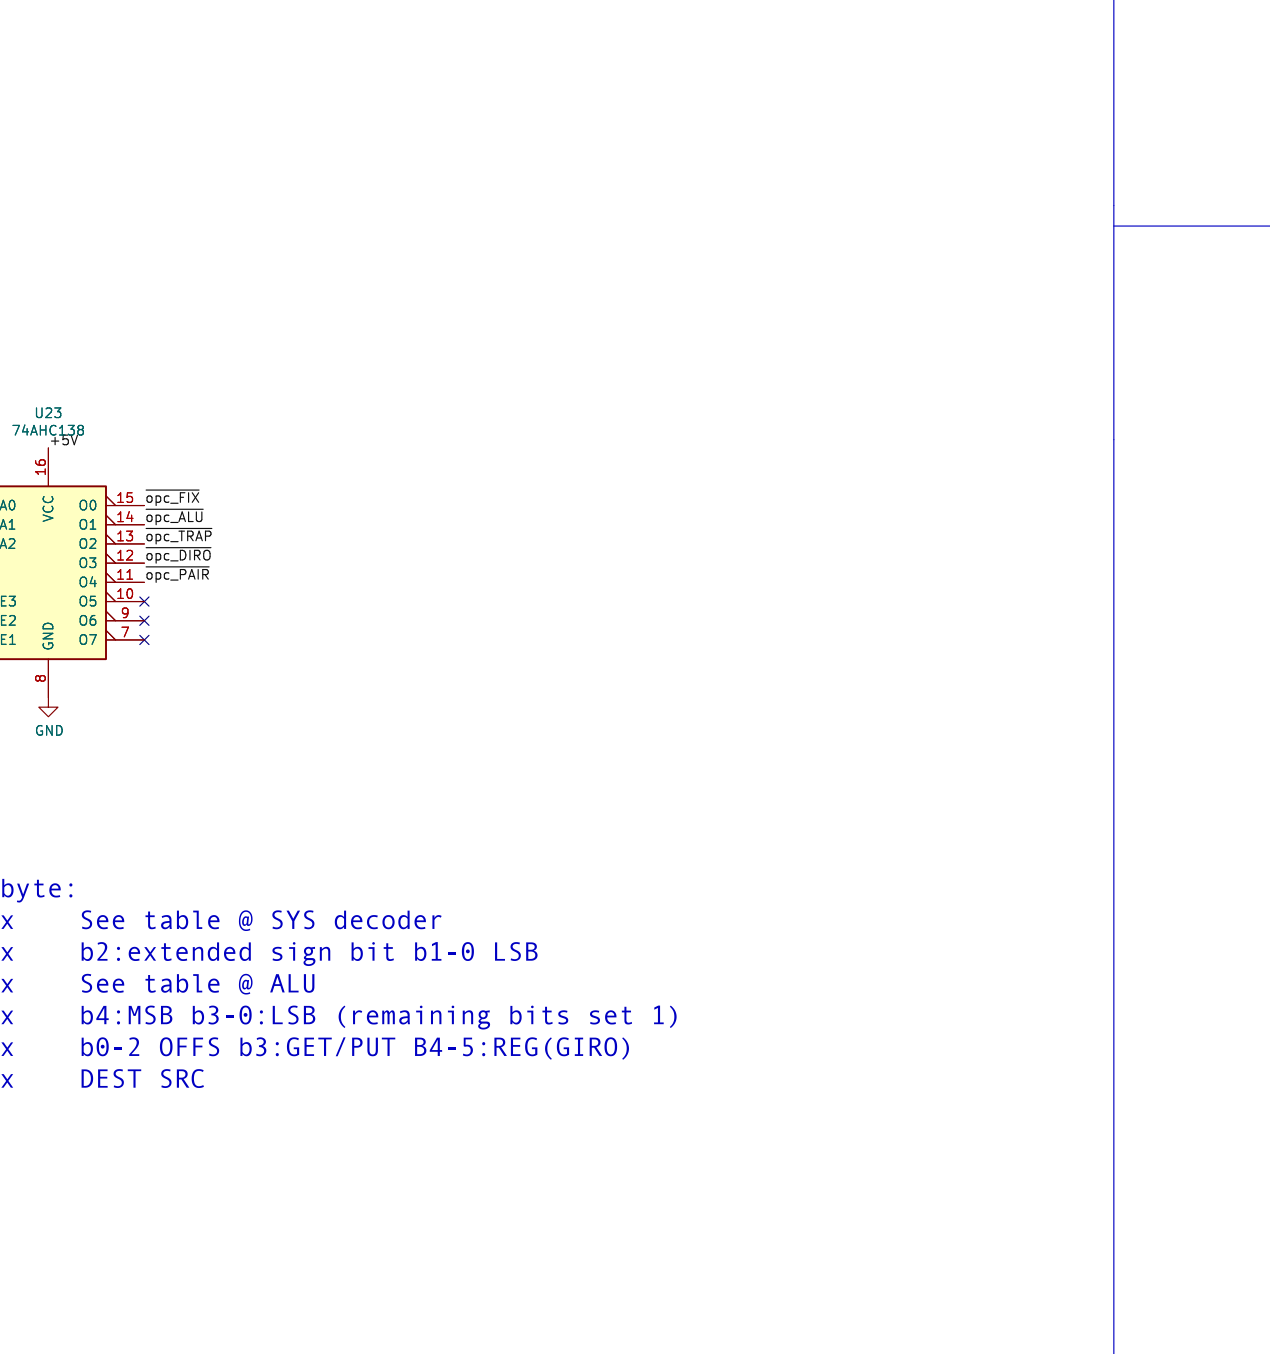 U23
74AHC138
+5V
16
A0 VCC O0 15 opc_FIX
A1 O1 14 opc_ALU
A2 O2 13 opc_TRAP
O3 12 opc_DIRO
O4 11 opc_PAIR
E3 O5 10
E2 GND O6 9
E1 O7 7
8
GND
byte:
x See table @ SYS decoder
x b2:extended sign bit b1-0 LSB
x See table @ ALU
x b4:MSB b3-0:LSB (remaining bits set 1)
x b0-2 OFFS b3:GET/PUT B4-5:REG(GIRO)
x DEST SRC